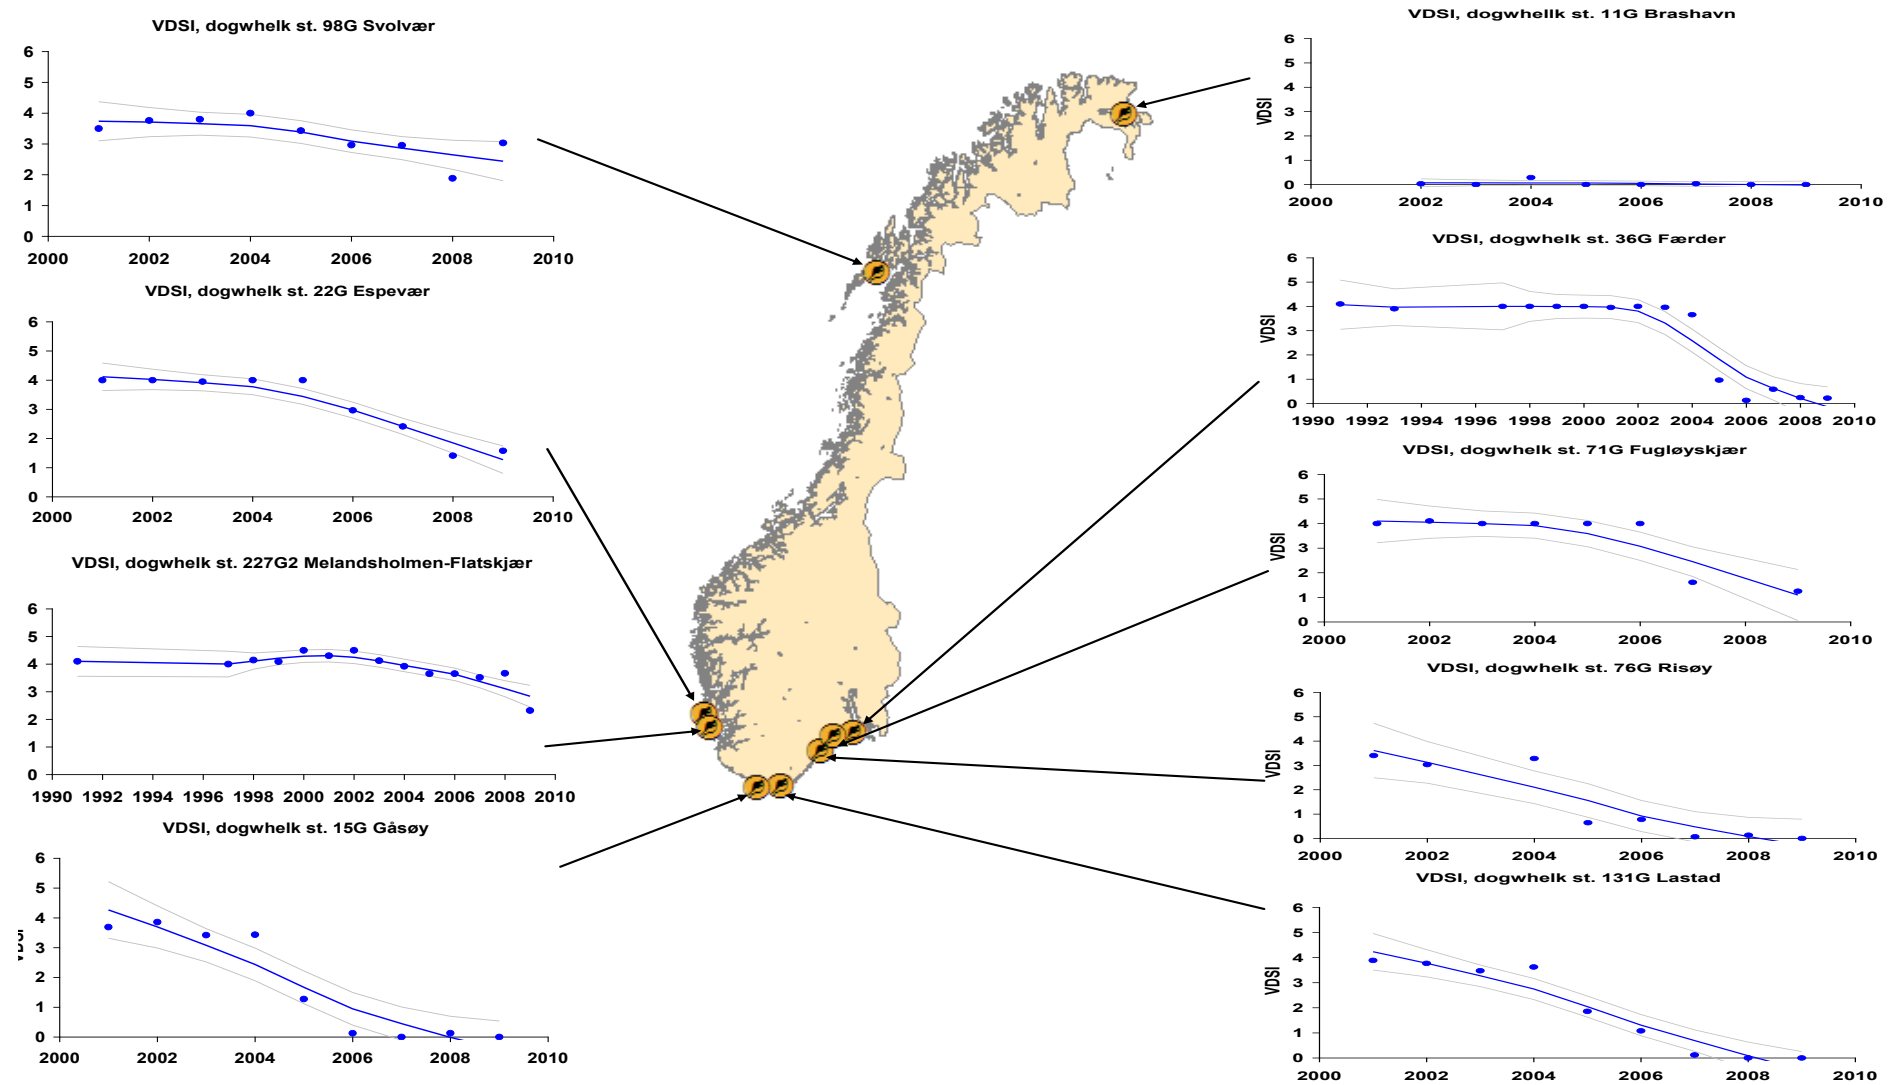 VDSI, dogwhelk st. 98G Svolvær
6
5
4
3
2
1
0
2000 2002 2004 2006 2008 2010
VDSI, dogwhelk st. 22G Espevær
6
5
4
3
2
1
0
2000 2002 2004 2006 2008 2010
VDSI, dogwhelk st. 227G2 Melandsholmen-Flatskjær
6
5
4
3
2
1
0
1990 1992 1994 1996 1998 2000 2002 2004 2006 2008 2010
VDSI, dogwhelk st. 15G Gåsøy
VDSI
6
5
4
3
2
1
0
2000 2002 2004 2006 2008 2010
VDSI, dogwhellk st. 11G Brashavn
VDSI
6
5
4
3
2
1
0
2000 2002 2004 2006 2008 2010
VDSI, dogwhelk st. 36G Færder
VDSI
6
5
4
3
2
1
0
1990 1992 1994 1996 1998 2000 2002 2004 2006 2008 2010
VDSI, dogwhelk st. 71G Fugløyskjær
VDSI
6
5
4
3
2
1
0
2000 2002 2004 2006 2008 2010
VDSI, dogwhelk st. 76G Risøy
VDSI
6
5
4
3
2
1
0
2000 2002 2004 2006 2008 2010
VDSI, dogwhelk st. 131G Lastad
VDSI
6
5
4
3
2
1
0
2000 2002 2004 2006 2008 2010